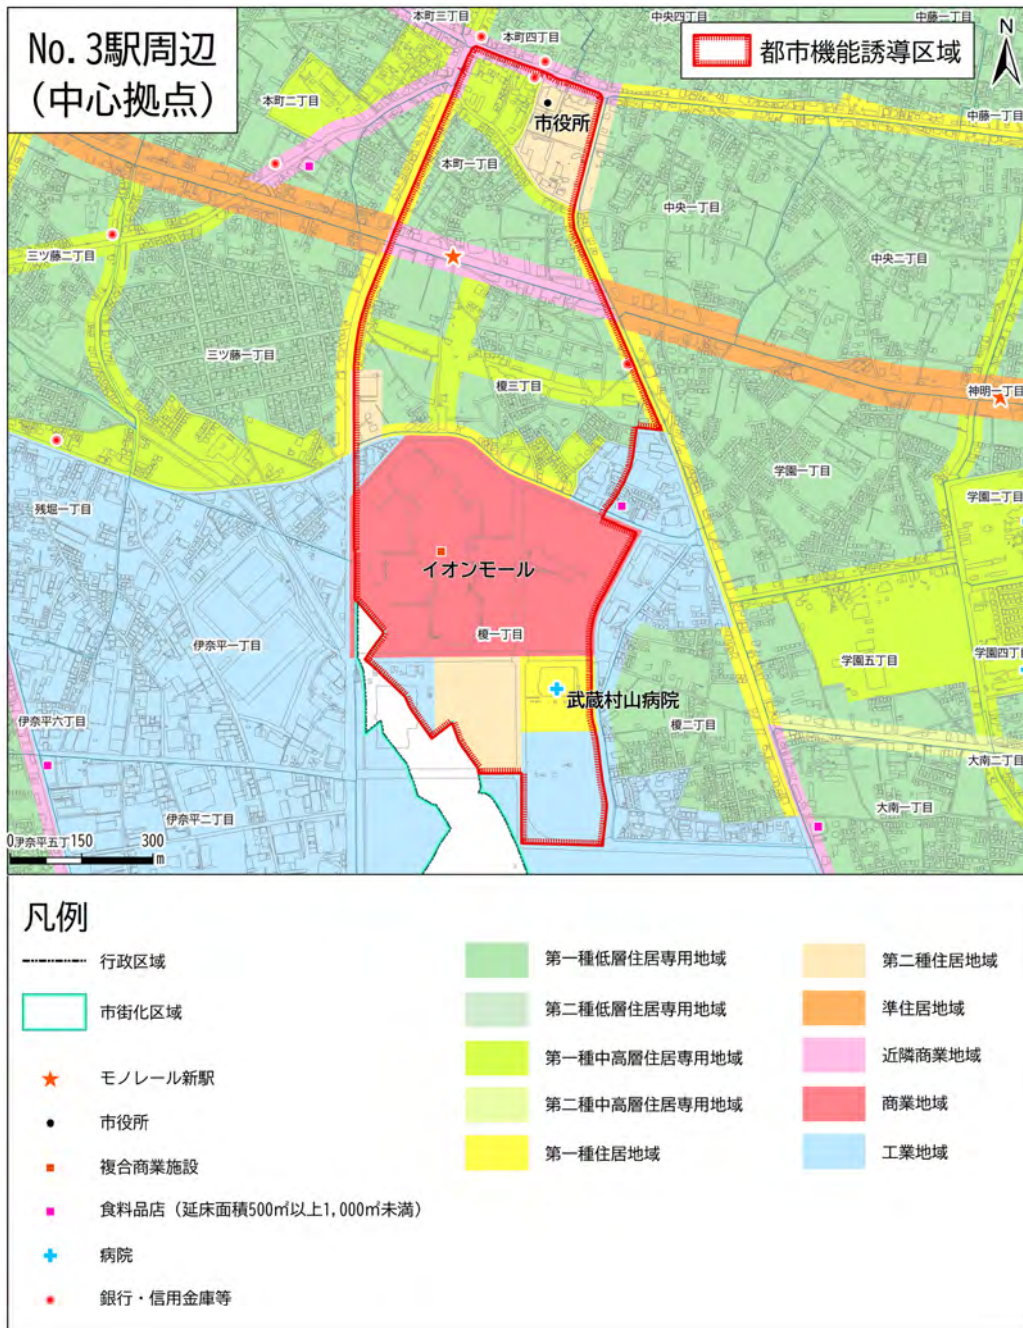 No.3駅周辺
(中心拠点)
都市機能誘導区域
N
本町三丁目
本町四丁目
中央四丁目
中藤一丁目
本町二丁目
市役所
中藤一丁目
本町一丁目
中央一丁目
三ツ藤二丁目
中央二丁目
三ツ藤一丁目
榎三丁目
神明一丁目
学園一丁目
学園二丁目
残堀一丁目
イオンモール
榎一丁目
伊奈平一丁目
学園五丁目
学園四丁目
武蔵村山病院
伊奈平六丁目
榎二丁目
大南二丁目
大南一丁目
伊奈平二丁目
伊奈平五丁
0 150 300
m
凡例
行政区域
市街化区域
モノレール新駅
市役所
複合商業施設
食料品店(延床面積500㎡以上1,000㎡未満)
病院
銀行・信用金庫等
第一種低層住居専用地域
第二種低層住居専用地域
第一種中高層住居専用地域
第二種中高層住居専用地域
第一種住居地域
第二種住居地域
準住居地域
近隣商業地域
商業地域
工業地域